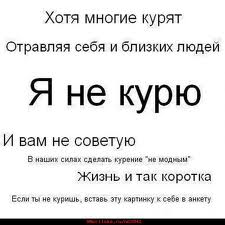 Хотя многие курят
Отравляя себя и близких людей
Я не курю
И вам не советую
В наших силах сделать курение "не модным"
Жизнь и так коротка
Если ты не куришь, вставь эту картинку к себе в анкету